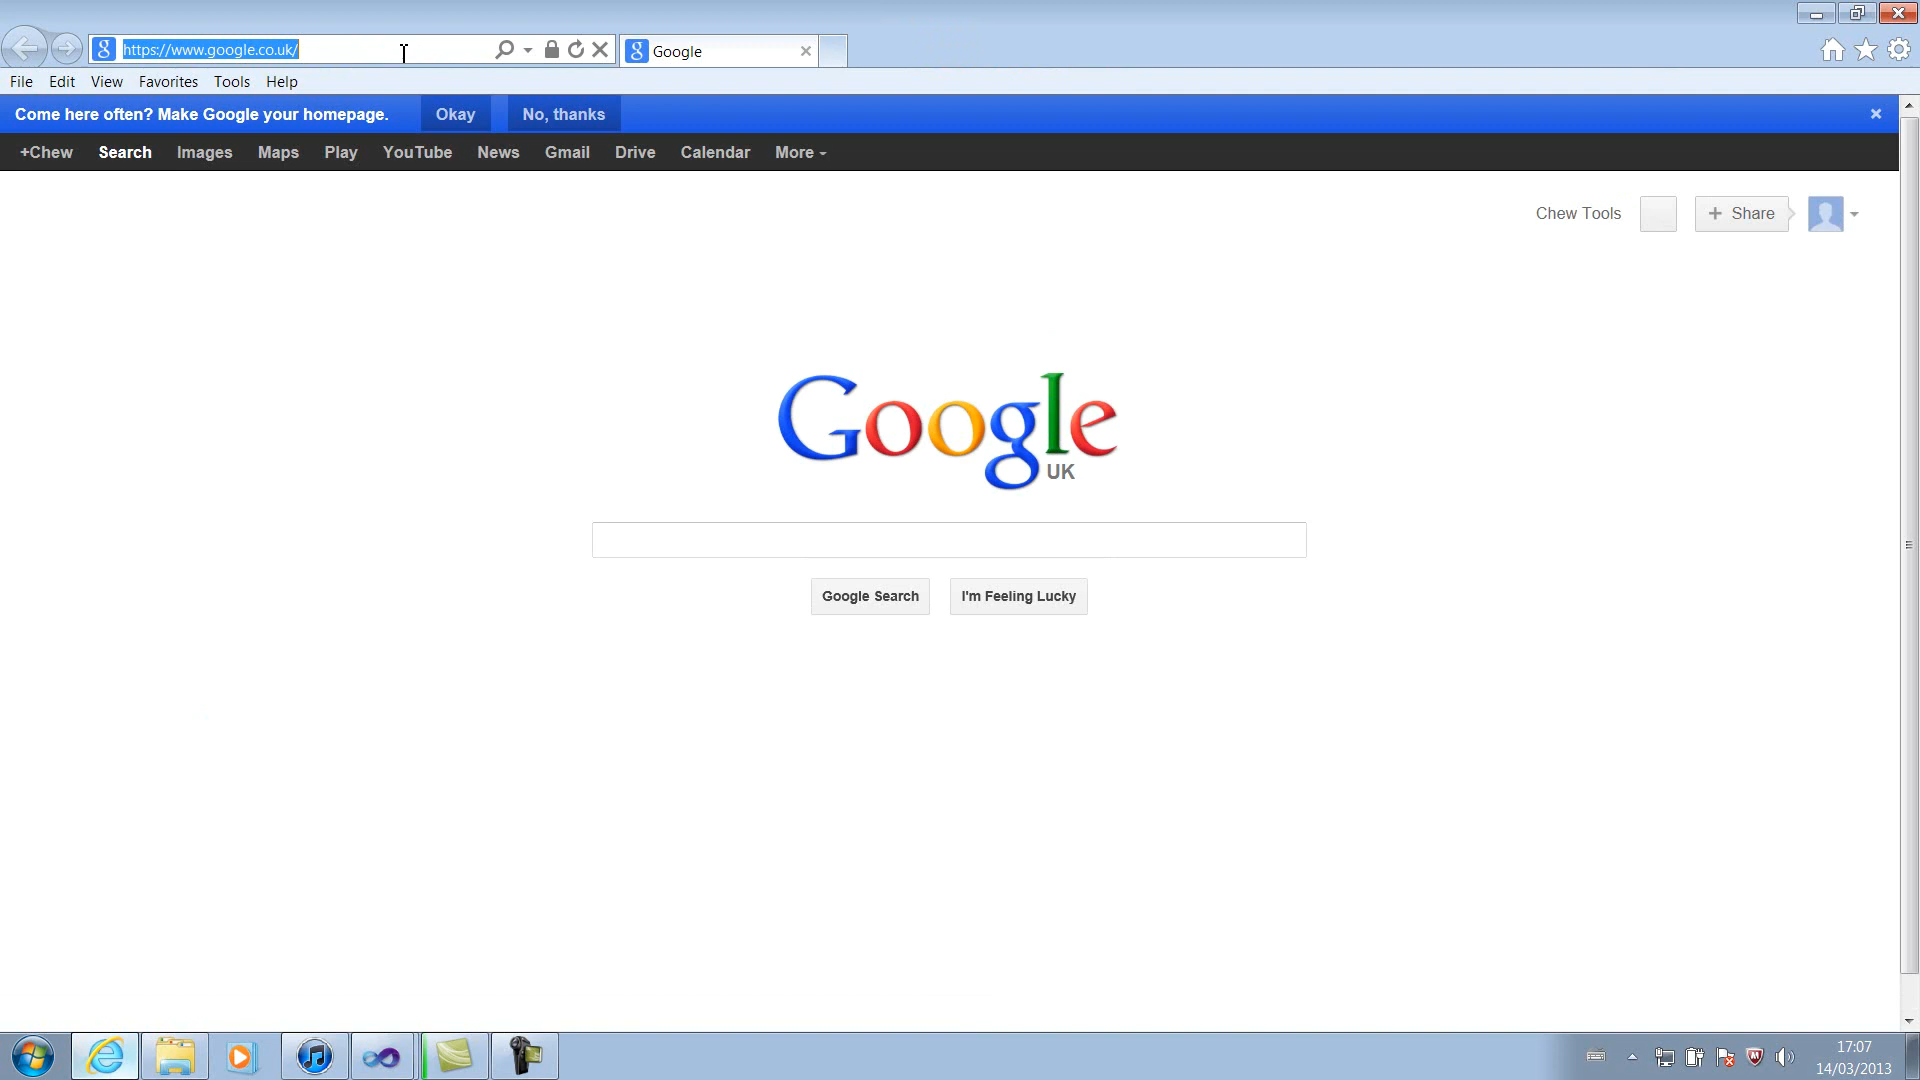 https://www.google.co.uk/
Google
File Edit View Favorites Tools Help
Come here often? Make Google your homepage. Okay No, thanks
+Chew Search Images Maps Play YouTube News Gmail Drive Calendar More
Chew Tools + Share
Google
UK
Google Search I'm Feeling Lucky
17:07
14/03/2013